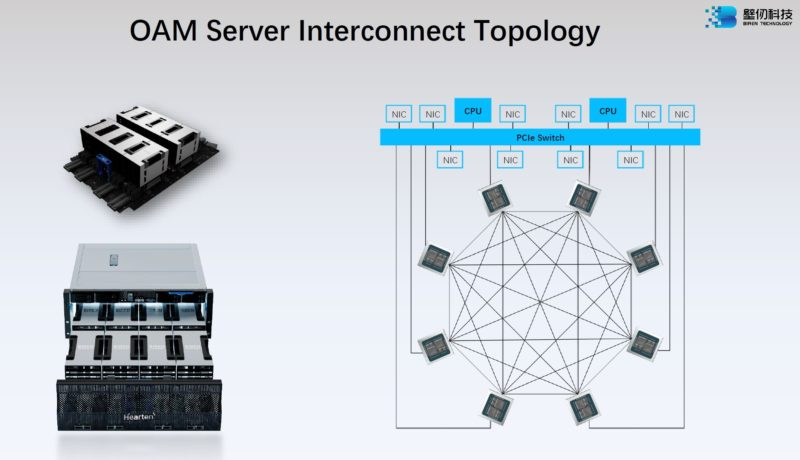 OAM Server Interconnect Topology
壁仞科技
BIREN TECHNOLOGY
NIC NIC CPU NIC NIC CPU NIC NIC
PCIe Switch
NIC NIC NIC NIC
Hearten